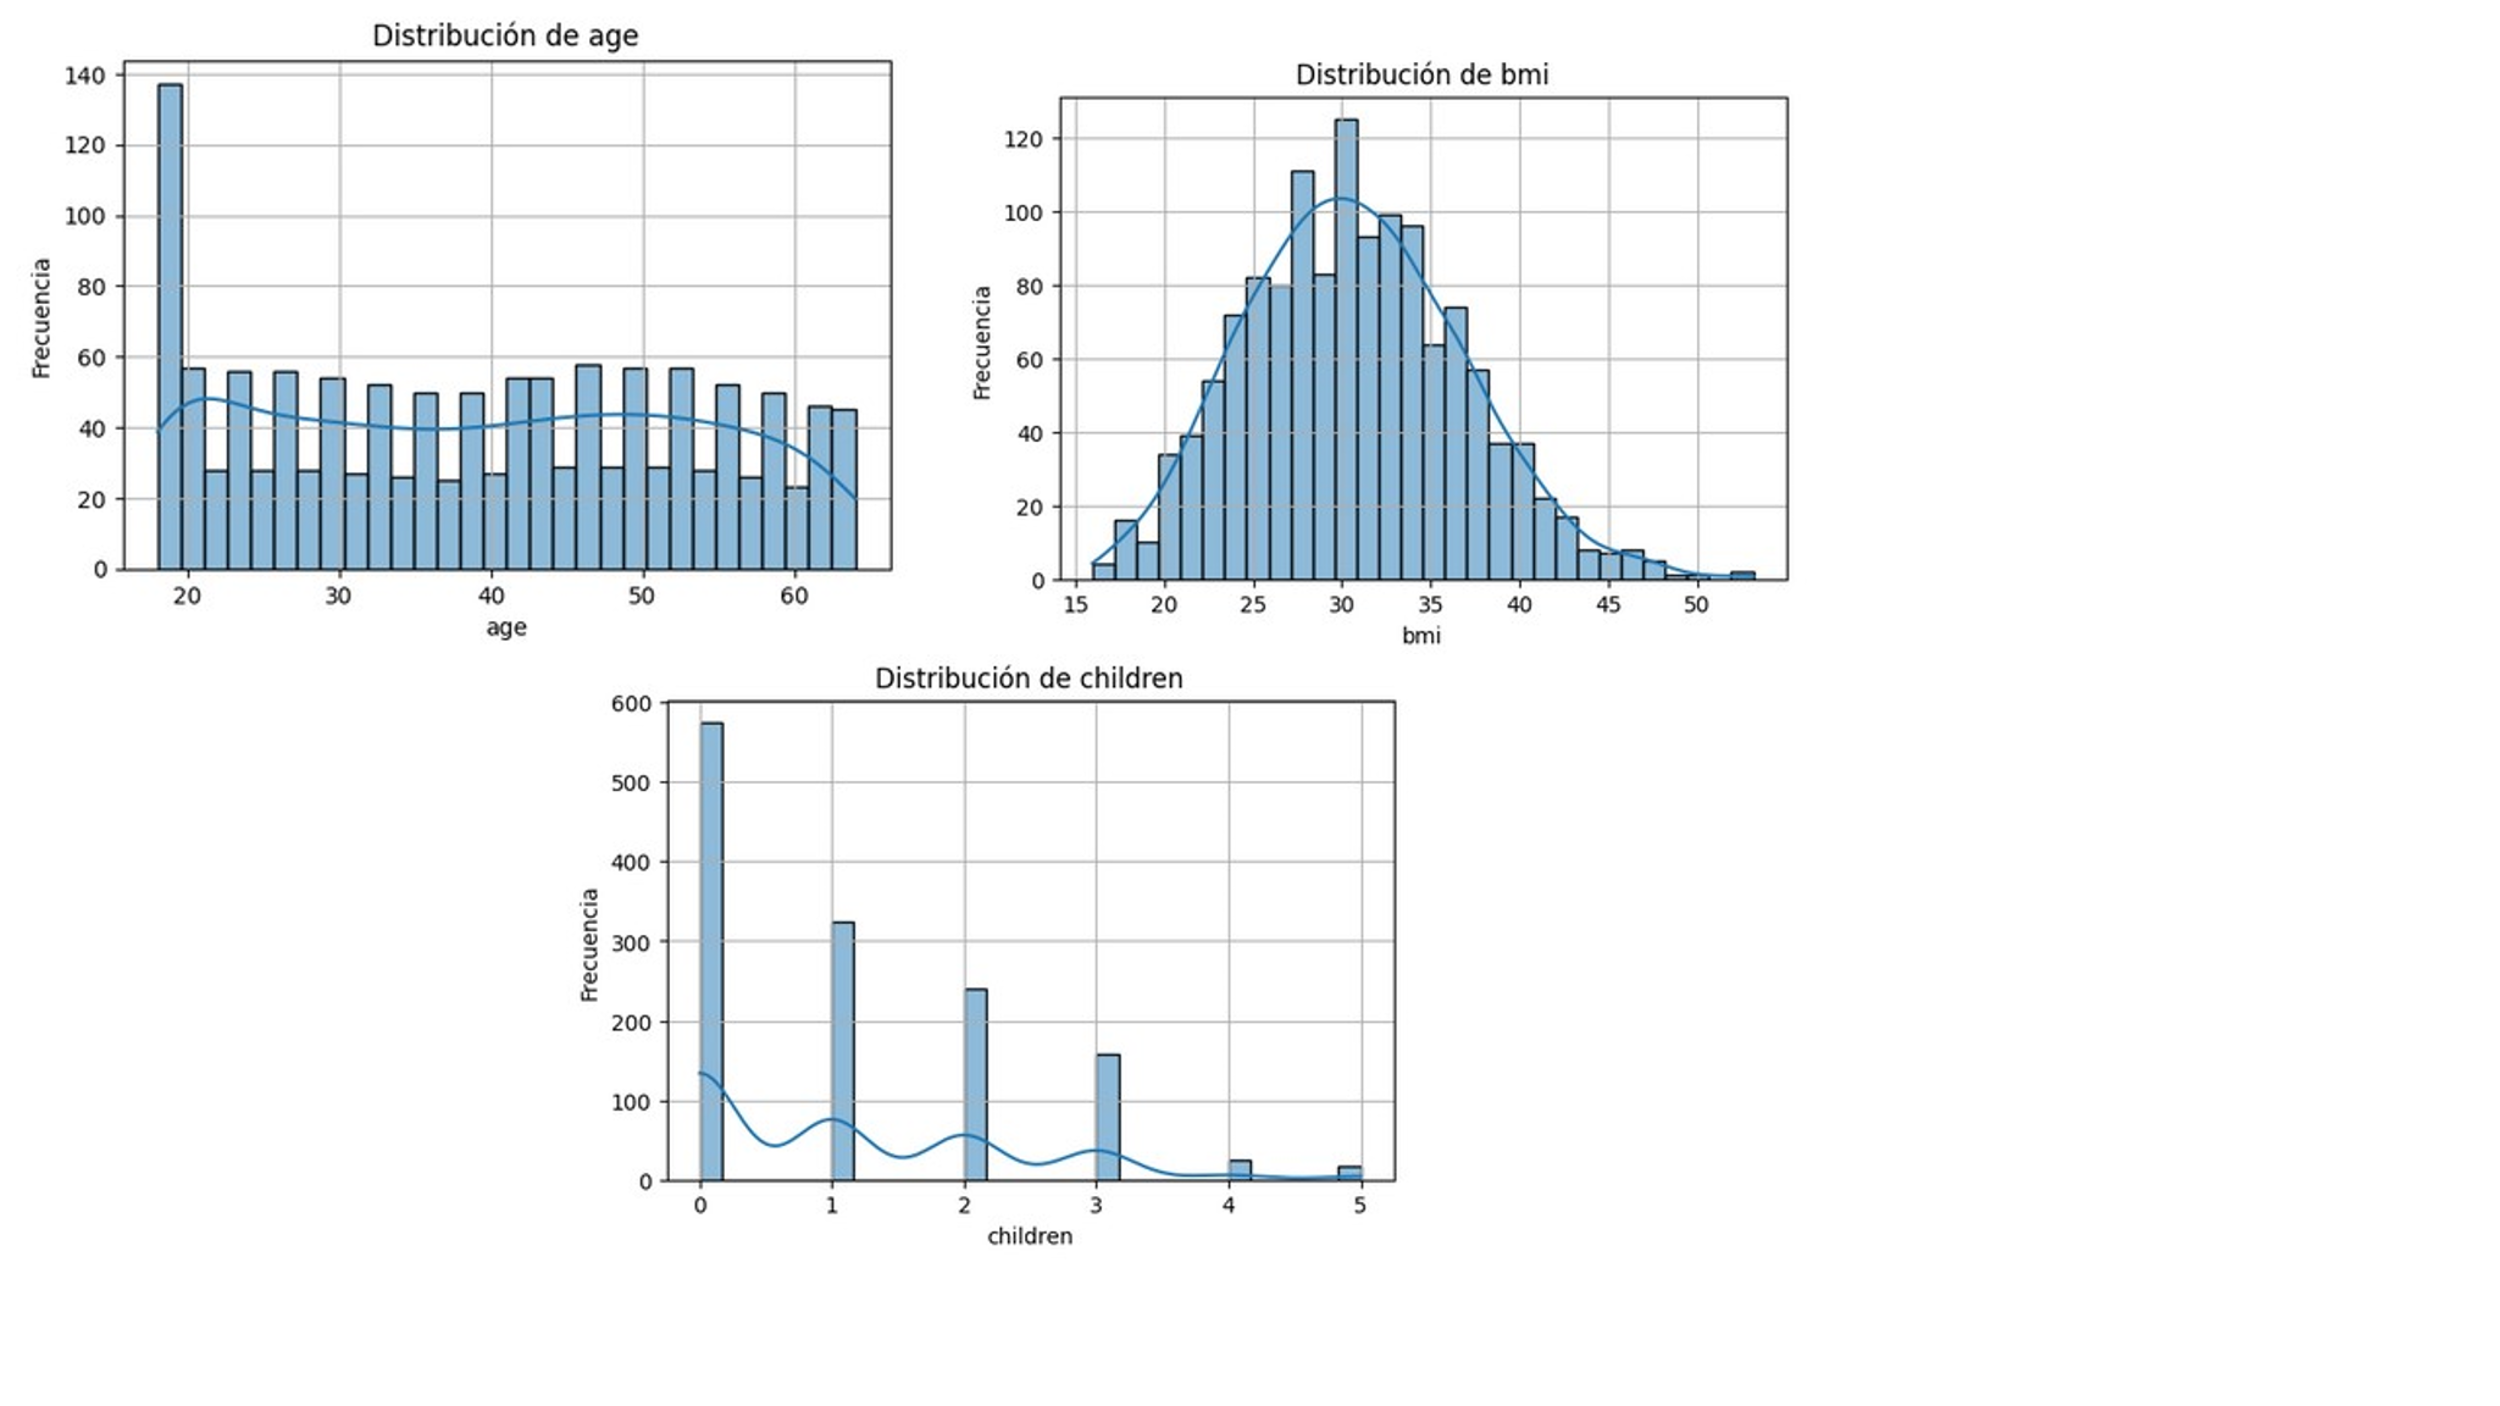 Distribución de age
140
120
100
80
60
40
20
0
Frecuencia
20 30 40 50 60
age
Distribución de bmi
120
100
80
60
40
20
0
Frecuencia
15 20 25 30 35 40 45 50
bmi
Distribución de children
600
500
400
300
200
100
0
Frecuencia
0 1 2 3 4 5
children